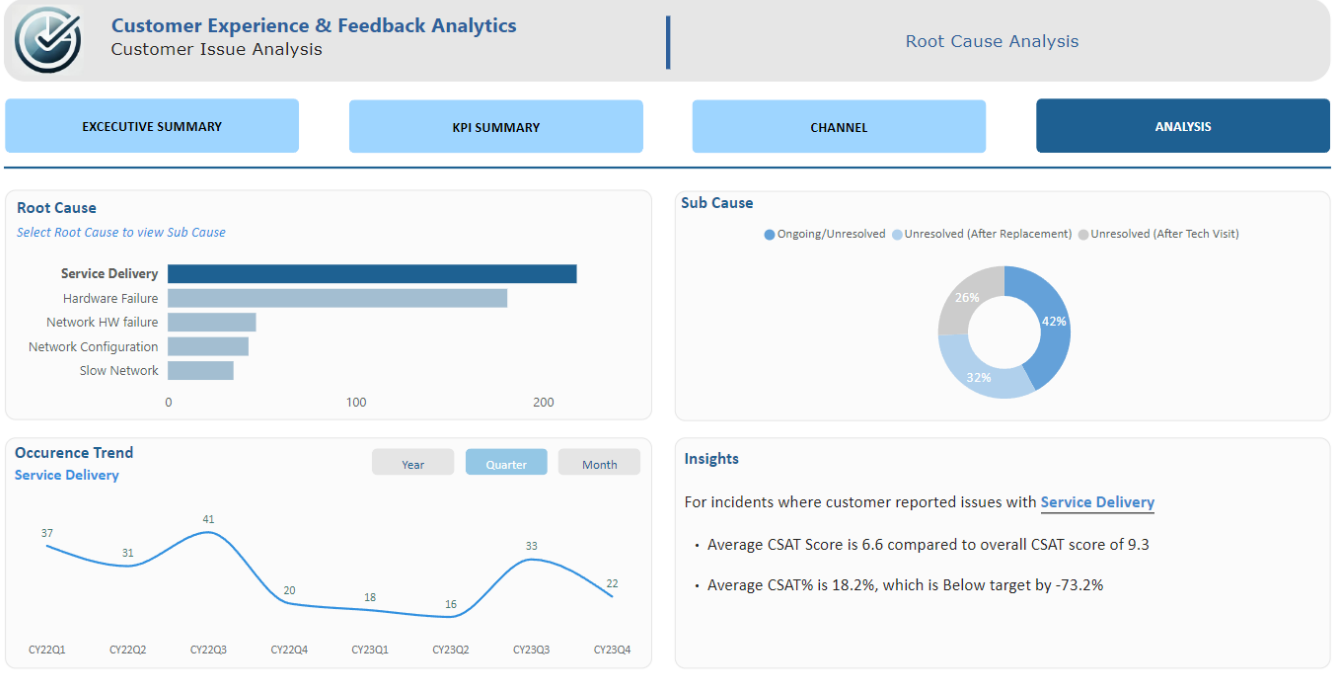 Customer Experience & Feedback Analytics
Customer Issue Analysis
Root Cause Analysis
EXCECUTIVE SUMMARY
KPI SUMMARY
CHANNEL
ANALYSIS
Root Cause
Select Root Cause to view Sub Cause
Service Delivery
Hardware Failure
Network HW failure
Network Configuration
Slow Network
0 100 200
Sub Cause
Ongoing/Unresolved Unresolved (After Replacement) Unresolved (After Tech Visit)
26%
42%
32%
Occurence Trend
Service Delivery
Year Quarter Month
37 31 41 20 18 16 33 22
CY22Q1 CY22Q2 CY22Q3 CY22Q4 CY23Q1 CY23Q2 CY23Q3 CY23Q4
Insights
For incidents where customer reported issues with Service Delivery
• Average CSAT Score is 6.6 compared to overall CSAT score of 9.3
• Average CSAT% is 18.2%, which is Below target by -73.2%